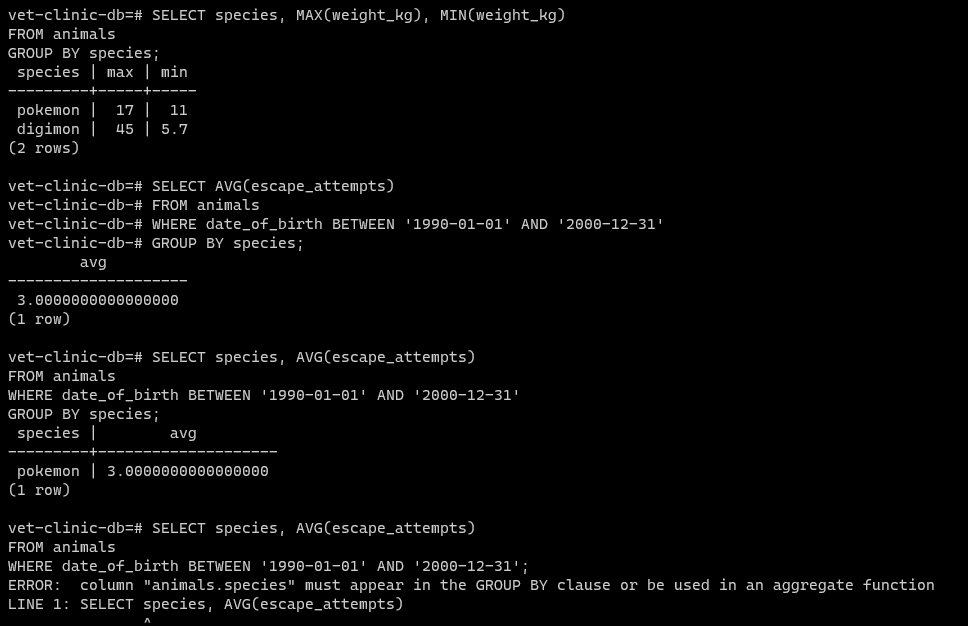 vet-clinic-db=# SELECT species, MAX(weight_kg), MIN(weight_kg)
FROM animals
GROUP BY species;
 species | max | min
---------+-----+-----
 pokemon |  17 |  11
 digimon |  45 | 5.7
(2 rows)

vet-clinic-db=# SELECT AVG(escape_attempts)
vet-clinic-db-# FROM animals
vet-clinic-db-# WHERE date_of_birth BETWEEN '1990-01-01' AND '2000-12-31'
vet-clinic-db-# GROUP BY species;
        avg
--------------------
 3.0000000000000000
(1 row)

vet-clinic-db=# SELECT species, AVG(escape_attempts)
FROM animals
WHERE date_of_birth BETWEEN '1990-01-01' AND '2000-12-31'
GROUP BY species;
 species |        avg
---------+--------------------
 pokemon | 3.0000000000000000
(1 row)

vet-clinic-db=# SELECT species, AVG(escape_attempts)
FROM animals
WHERE date_of_birth BETWEEN '1990-01-01' AND '2000-12-31';
ERROR:  column "animals.species" must appear in the GROUP BY clause or be used in an aggregate function
LINE 1: SELECT species, AVG(escape_attempts)
               ^